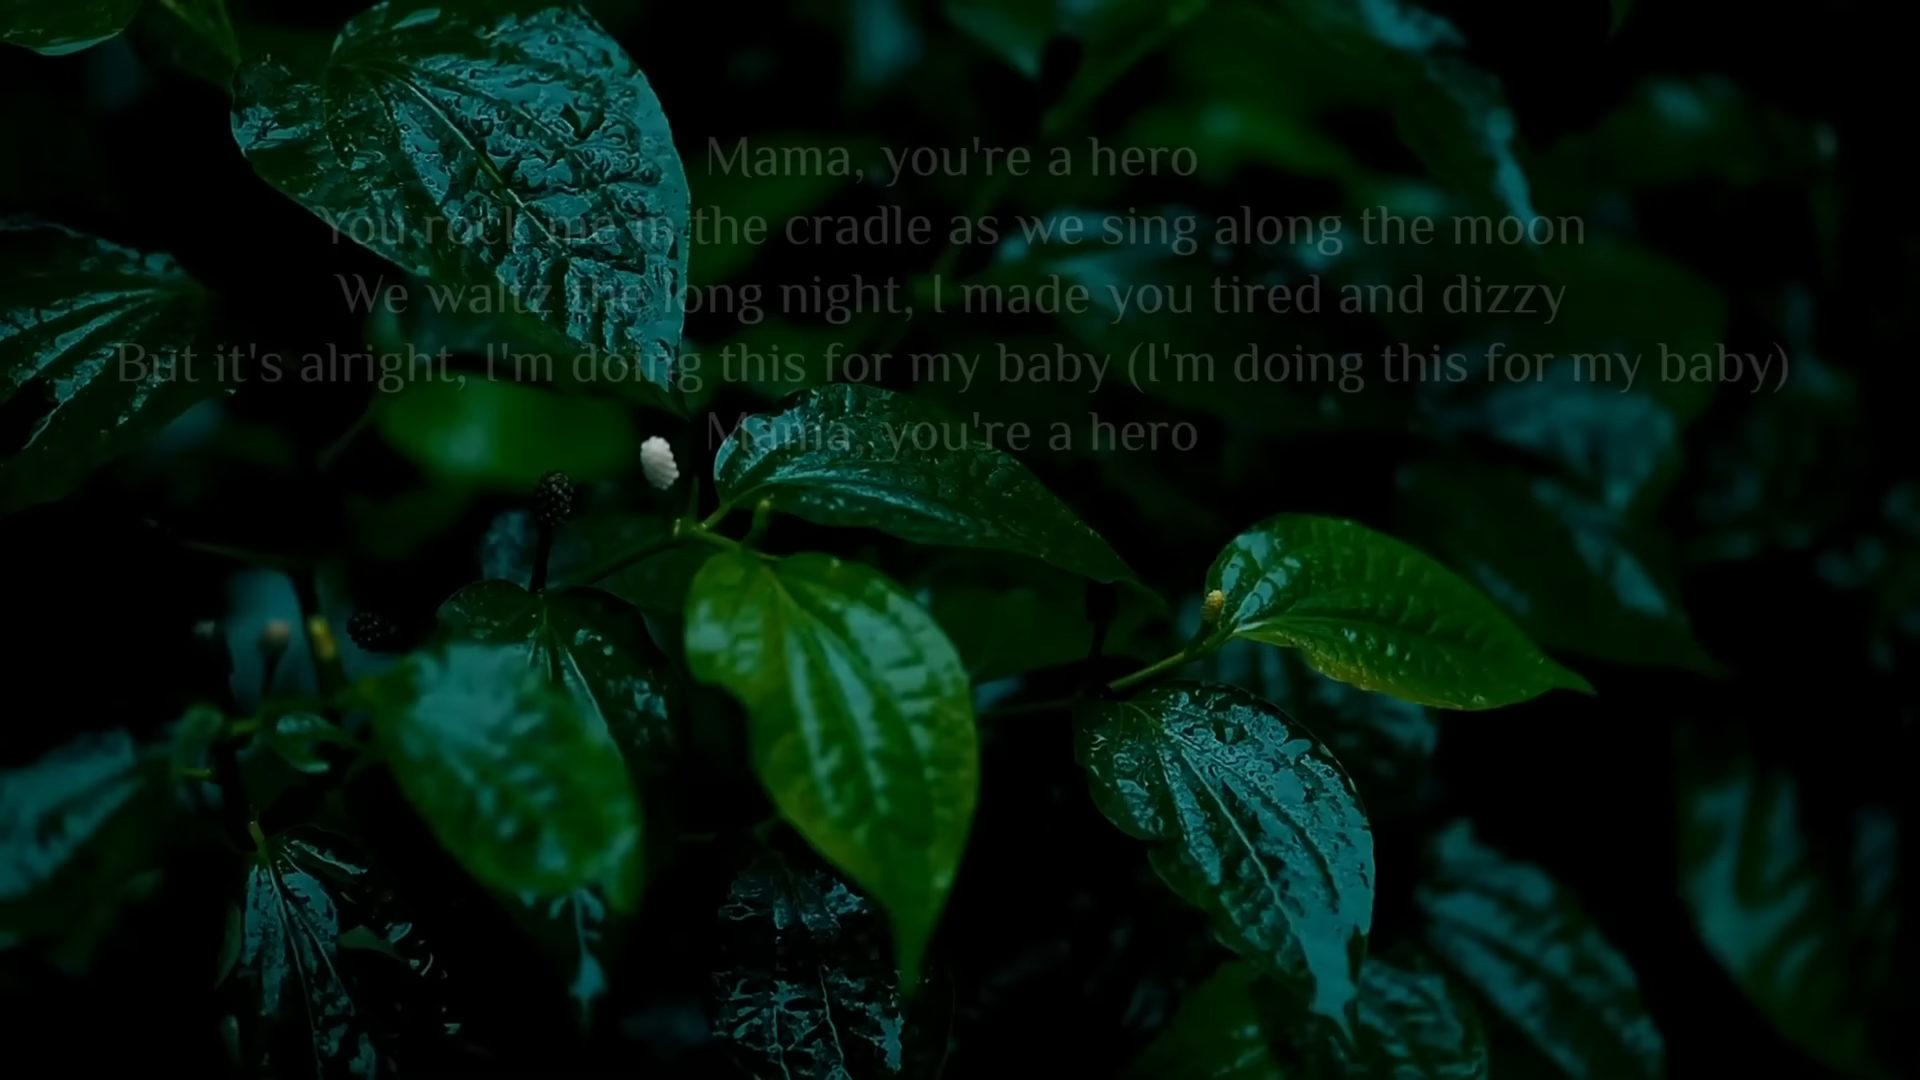 Mama, you're a hero
You rock me in the cradle as we sing along the moon
We waltz the long night, I made you tired and dizzy
But it's alright, I'm doing this for my baby (I'm doing this for my baby)
Mama, you're a hero